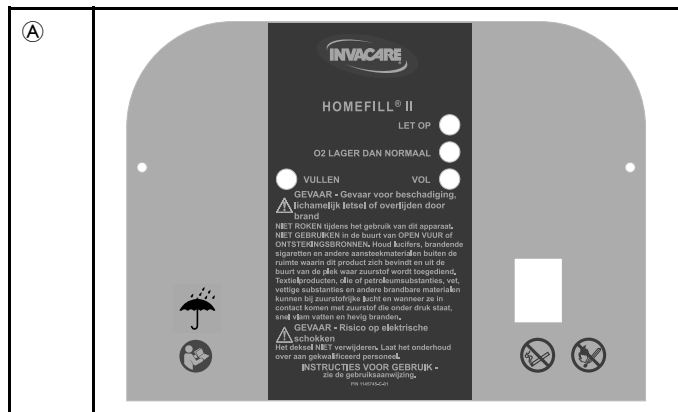 A
INVACARE®
HOMEFILL® II
LET OP
O2 LAGER DAN NORMAAL
VULLEN VOL
GEVAAR - Gevaar voor beschadiging,
lichamelijk letsel of overlijden door
brand
NIET ROKEN tijdens het gebruik van dit apparaat.
NIET GEBRUIKEN in de buurt van OPEN VUUR of
ONTSTEKINGSBRONNEN. Houd lucifers, brandende
sigaretten en andere aansteekmaterialen buiten de
ruimte waarin dit product zich bevindt en uit de
buurt van de plek waar zuurstof wordt toegediend.
Textielproducten, olie of petroleumsubstanties, vet,
vettige substanties en andere brandbare materialen
kunnen bij zuurstofrijke lucht en wanneer ze in
contact komen met zuurstof die onder druk staat,
snel vlam vatten en hevig branden.
GEVAAR - Risico op elektrische
schokken
Het deksel NIET verwijderen. Laat het onderhoud
over aan gekwalificeerd personeel.
INSTRUCTIES VOOR GEBRUIK -
zie de gebruiksaanwijzing.
P/N 1145745-C-01